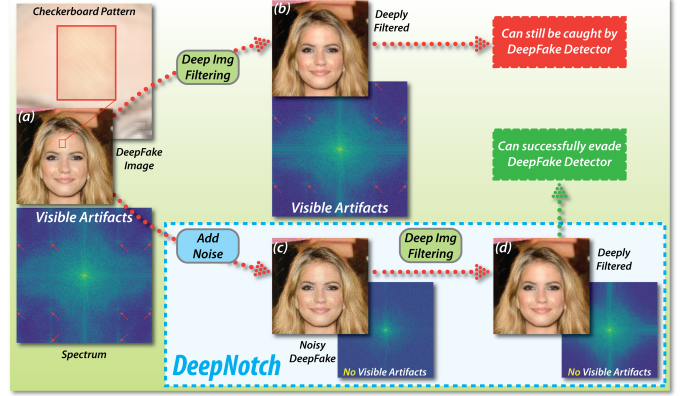 Checkerboard Pattern
(a)
DeepFake
Image
Visible Artifacts
Spectrum
Deep Img
Filtering
(b)
Deeply
Filtered
Visible Artifacts
Can still be caught by
DeepFake Detector
Can successfully evade
DeepFake Detector
Add
Noise
(c)
Noisy
DeepFake
No Visible Artifacts
Deep Img
Filtering
(d)
Deeply
Filtered
No Visible Artifacts
DeepNotch